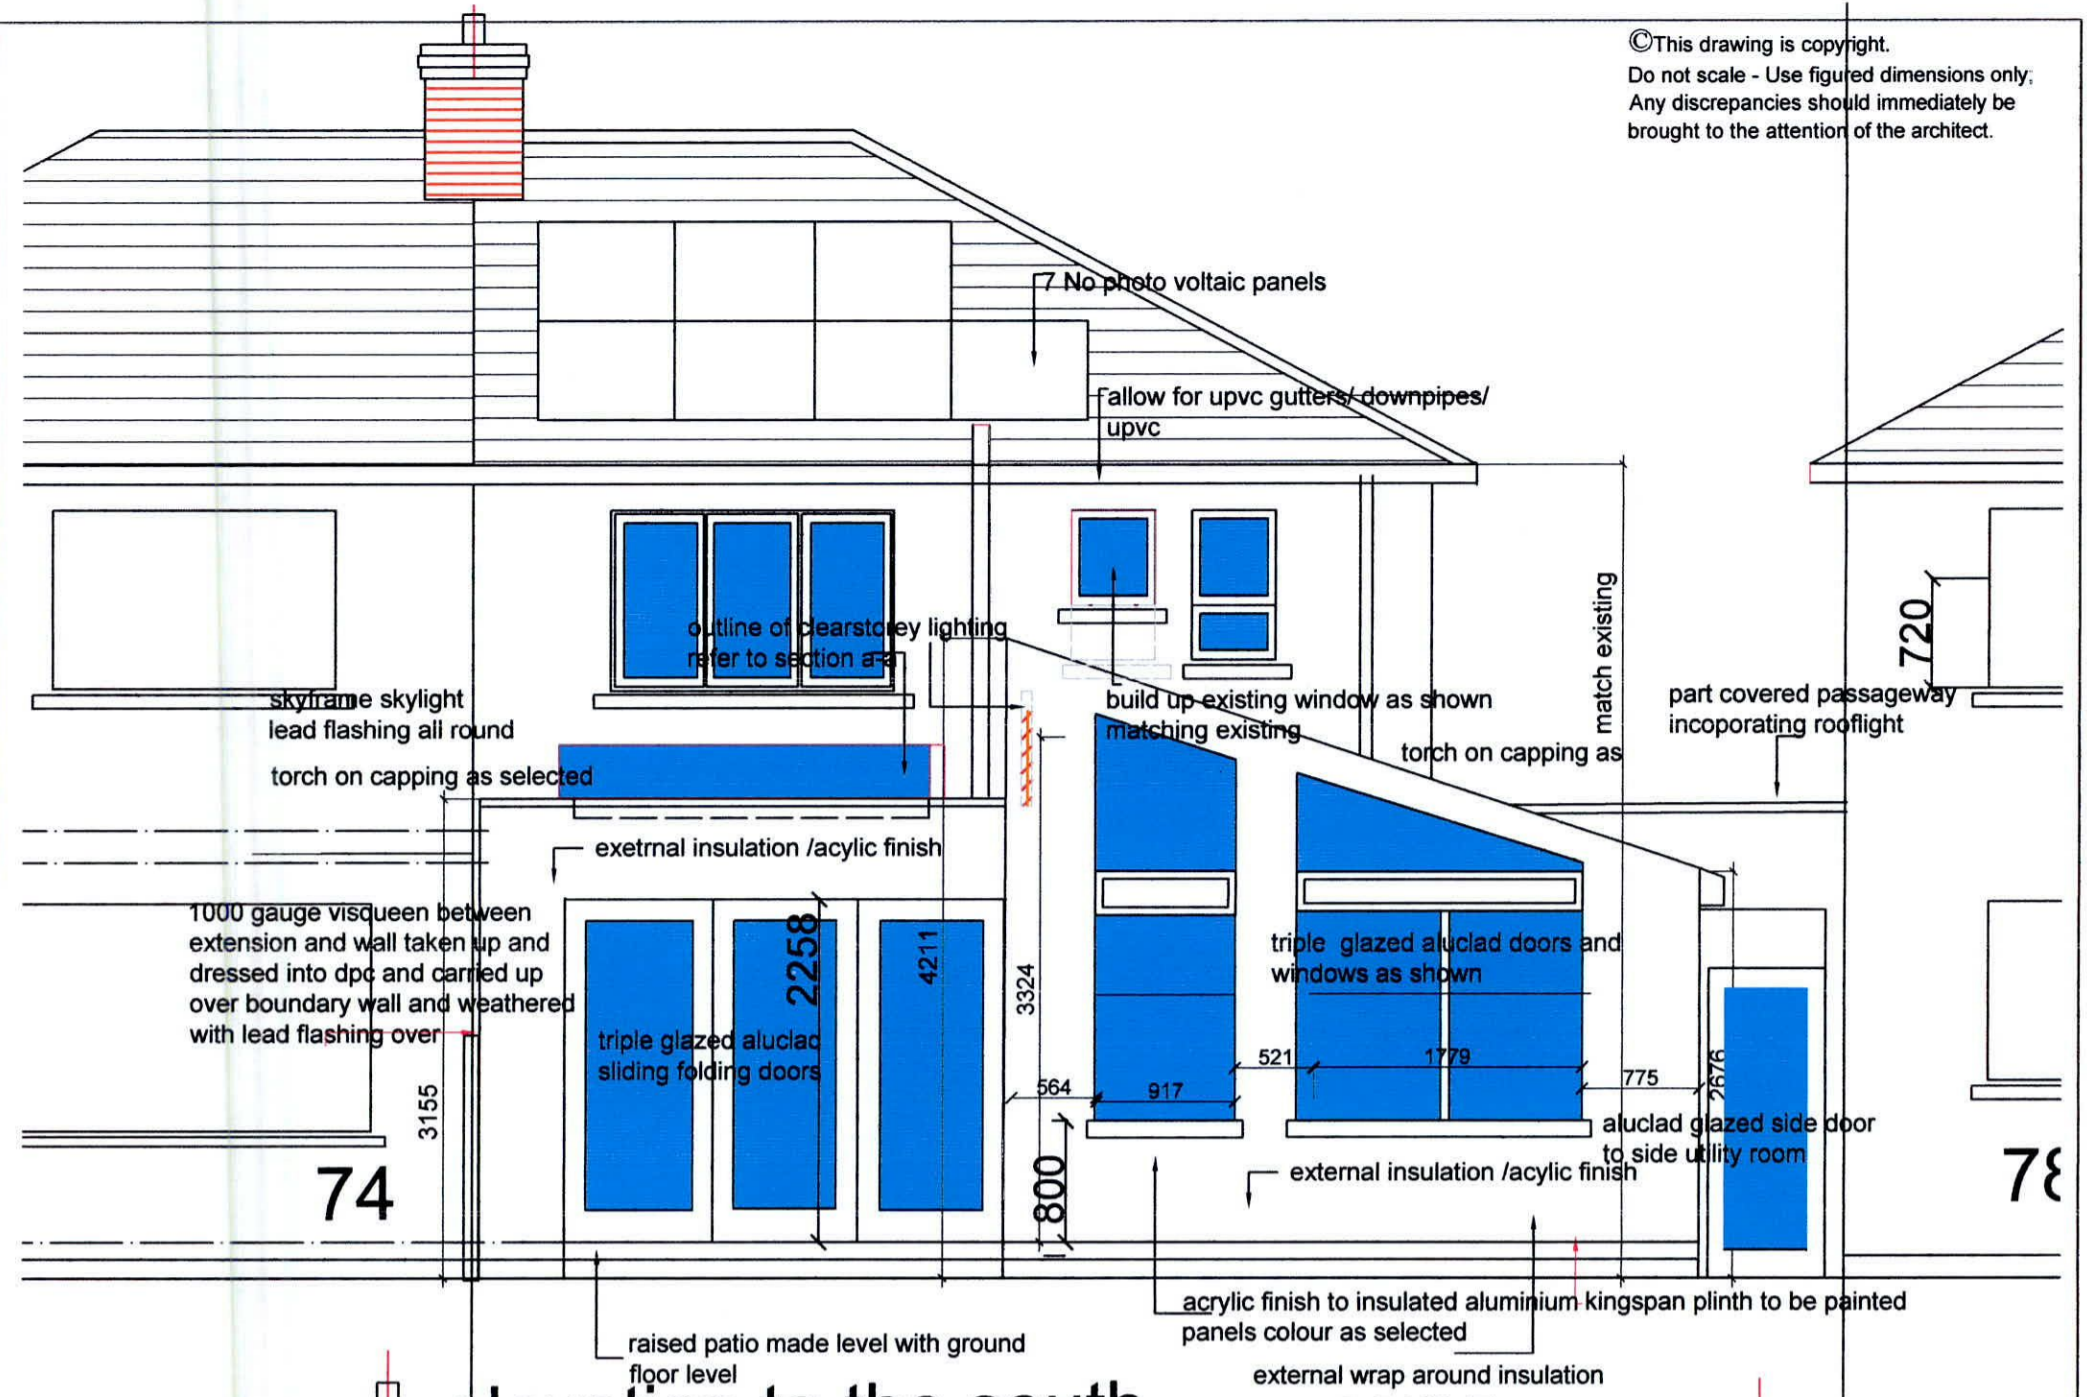 ©This drawing is copyright.
Do not scale - Use figured dimensions only;
Any discrepancies should immediately be
brought to the attention of the architect.
7 No photo voltaic panels
allow for upvc gutters/ downpipes/
upvc
match existing
720
outline of clearstorey lighting
refer to section a-a
skyframe skylight
lead flashing all round
torch on capping as selected
build up existing window as shown
matching existing
torch on capping as
part covered passageway
incoporating rooflight
exetrnal insulation /acylic finish
1000 gauge visqueen between
extension and wall taken up and
dressed into dpc and carried up
over boundary wall and weathered
with lead flashing over
2258
4211
3324
triple glazed aluclad doors and
windows as shown
triple glazed aluclad
sliding folding doors
521
1779
564
917
775
2676
3155
800
aluclad glazed side door
to side utility room
74
78
external insulation /acylic finish
acrylic finish to insulated aluminium kingspan plinth to be painted
panels colour as selected
raised patio made level with ground
floor level
external wrap around insulation
elevation to the south